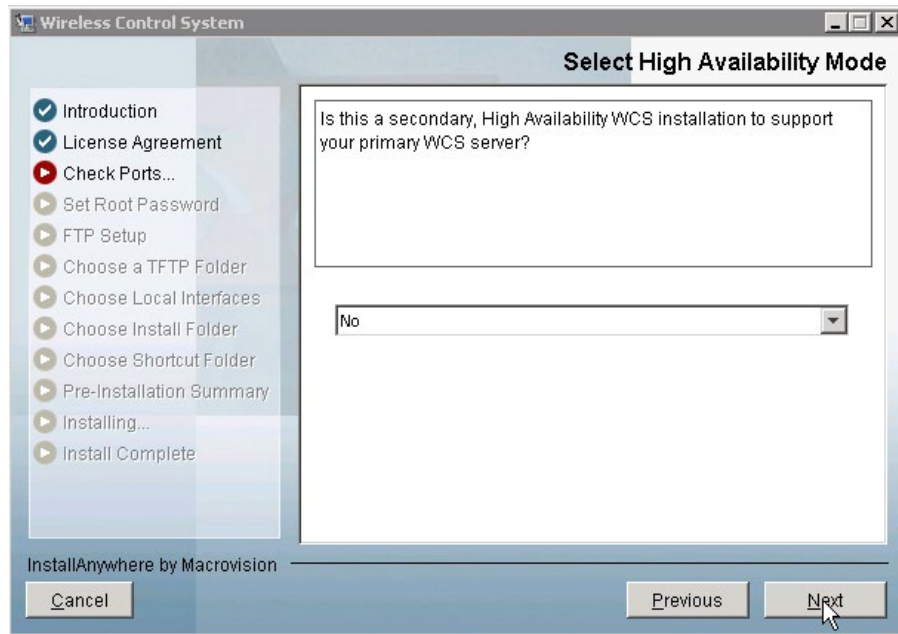 Wireless Control System
Select High Availability Mode
Introduction
License Agreement
Check Ports...
Set Root Password
FTP Setup
Choose a TFTP Folder
Choose Local Interfaces
Choose Install Folder
Choose Shortcut Folder
Pre-Installation Summary
Installing...
Install Complete
Is this a secondary, High Availability WCS installation to support
your primary WCS server?
No
InstallAnywhere by Macrovision
Cancel
Previous
Next